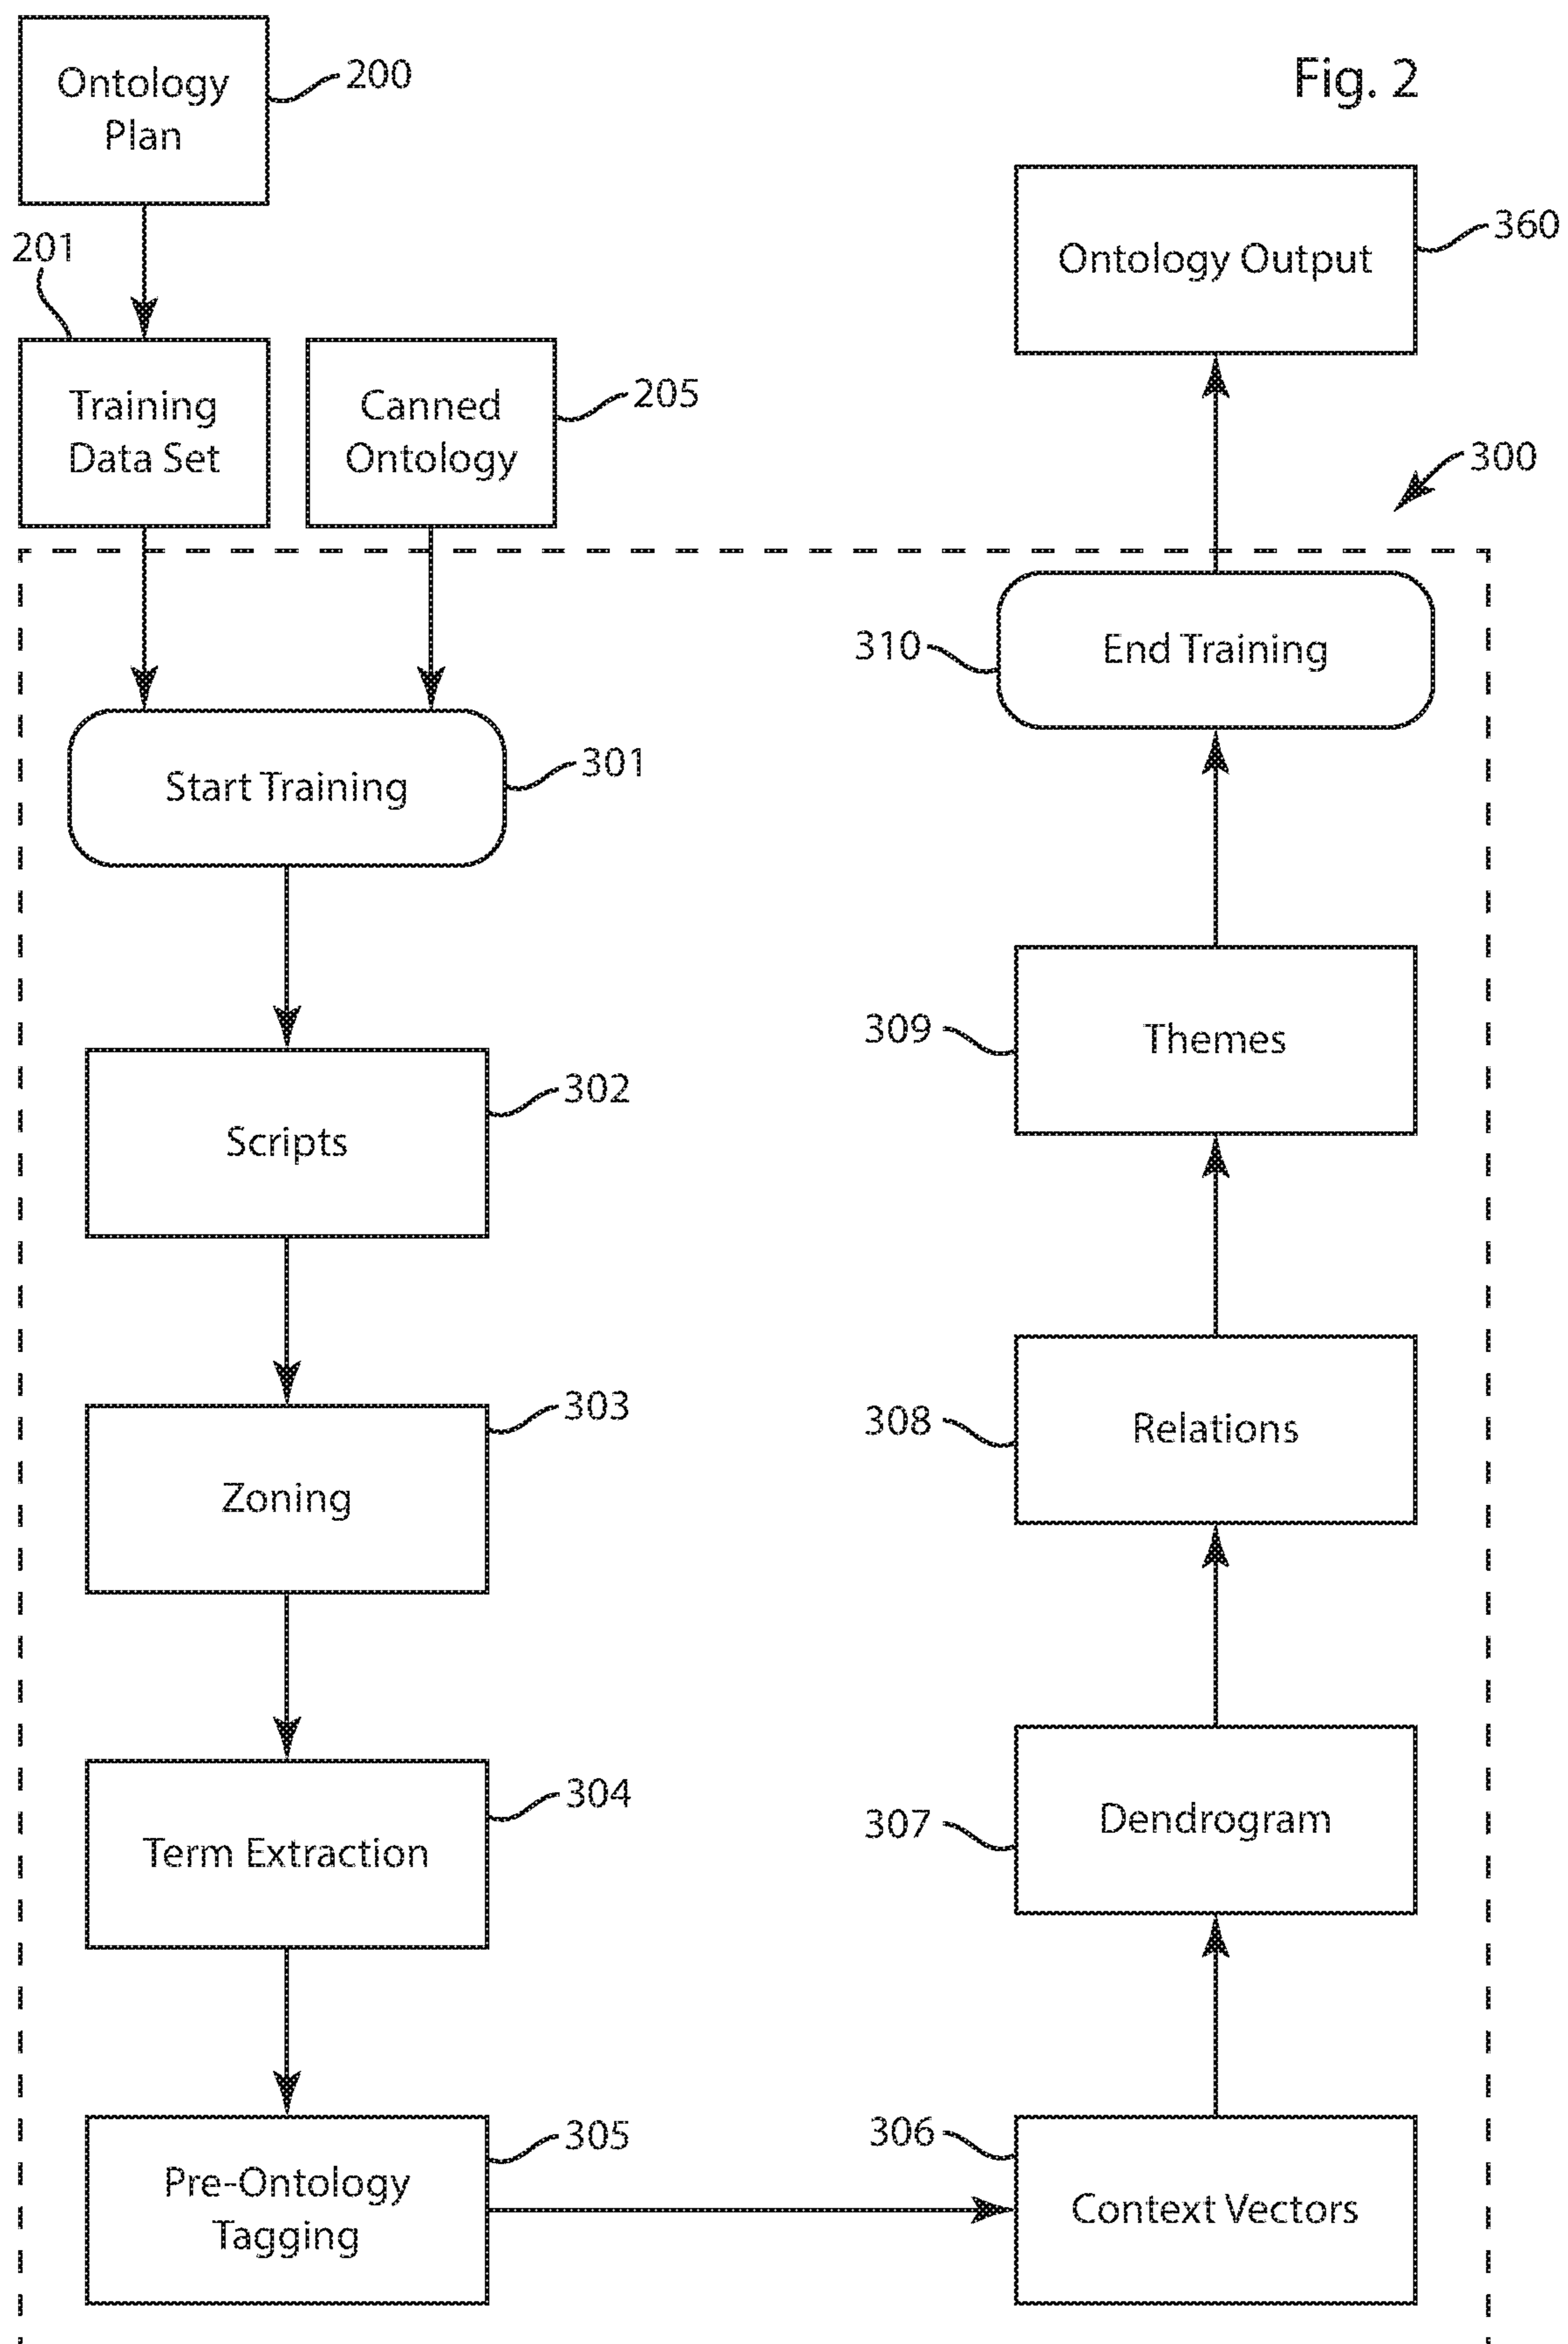 Fig. 2
Ontology
Plan
200
201
Training
Data Set
Canned
Ontology
205
Start Training
301
Scripts
302
Zoning
303
Term Extraction
304
Pre-Ontology
Tagging
305
306
Context Vectors
307
Dendrogram
308
Relations
309
Themes
310
End Training
300
Ontology Output
360